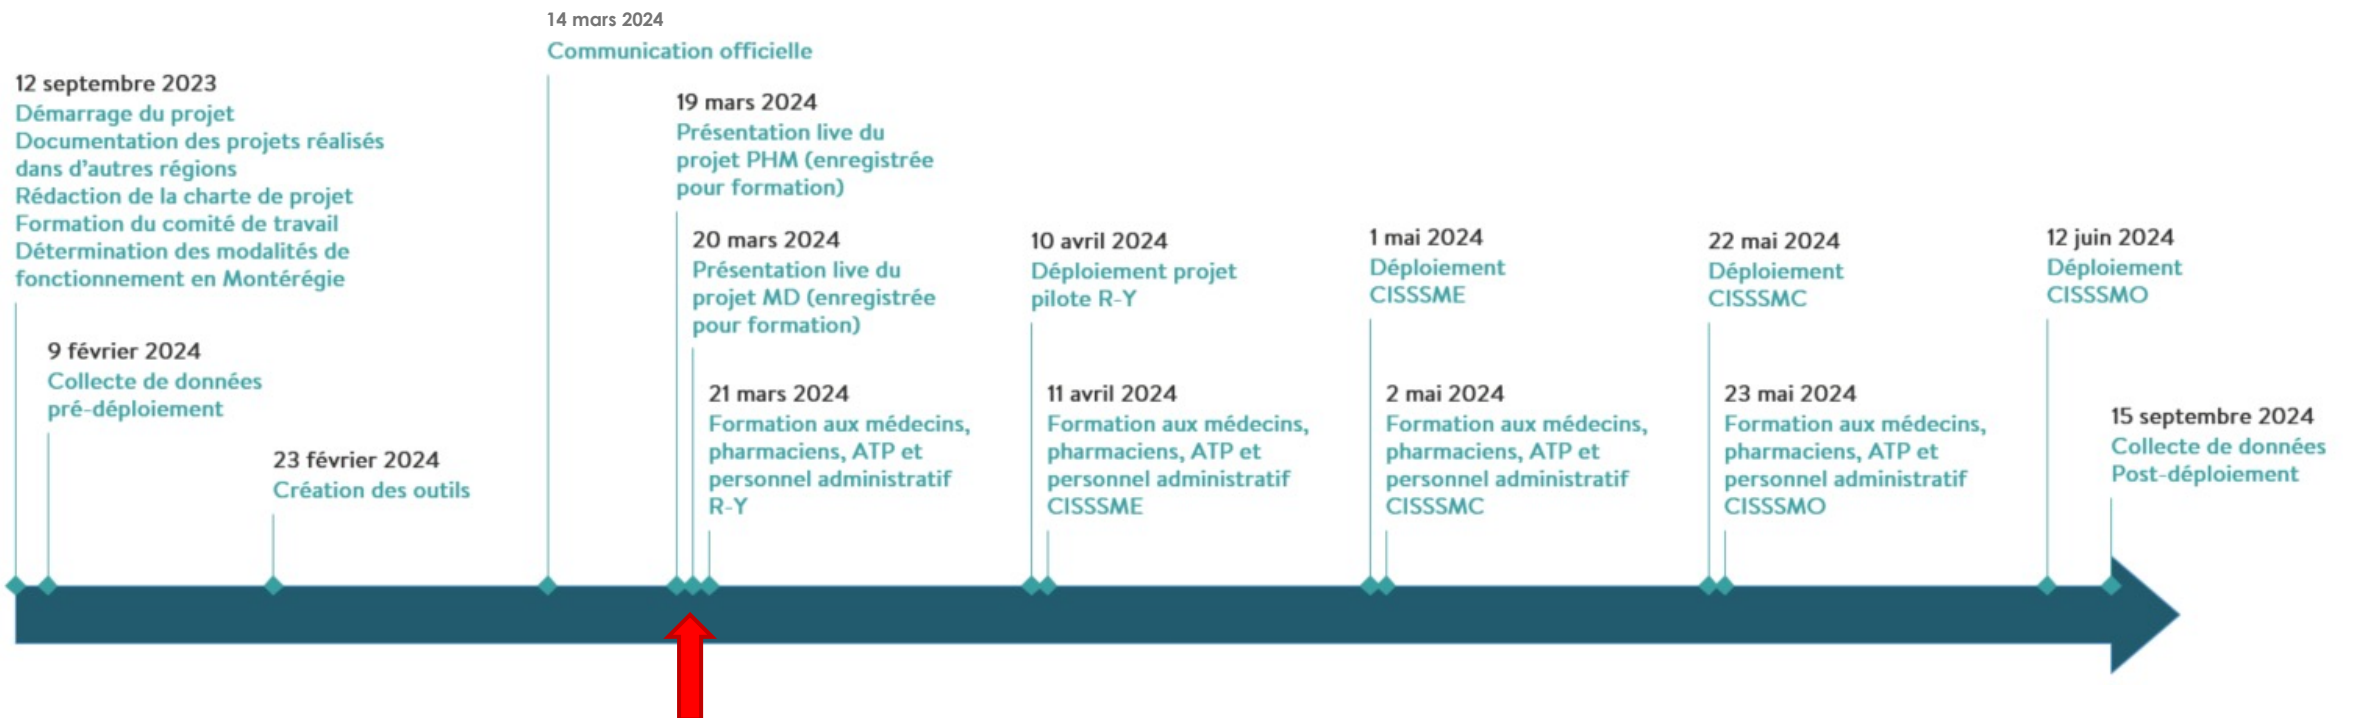 14 mars 2024
Communication officielle
12 septembre 2023
Démarrage du projet
Documentation des projets réalisés
dans d'autres régions
Rédaction de la charte de projet
Formation du comité de travail
Détermination des modalités de
fonctionnement en Montérégie
9 février 2024
Collecte de données
pré-déploiement
23 février 2024
Création des outils
19 mars 2024
Présentation live du
projet PHM (enregistrée
pour formation)
20 mars 2024
Présentation live du
projet MD (enregistrée
pour formation)
21 mars 2024
Formation aux médecins,
pharmaciens, ATP et
personnel administratif
R-Y
10 avril 2024
Déploiement projet
pilote R-Y
11 avril 2024
Formation aux médecins,
pharmaciens, ATP et
personnel administratif
CISSSME
1 mai 2024
Déploiement
CISSSME
2 mai 2024
Formation aux médecins,
pharmaciens, ATP et
personnel administratif
CISSSMC
22 mai 2024
Déploiement
CISSSMC
23 mai 2024
Formation aux médecins,
pharmaciens, ATP et
personnel administratif
CISSSMO
12 juin 2024
Déploiement
CISSSMO
15 septembre 2024
Collecte de données
Post-déploiement